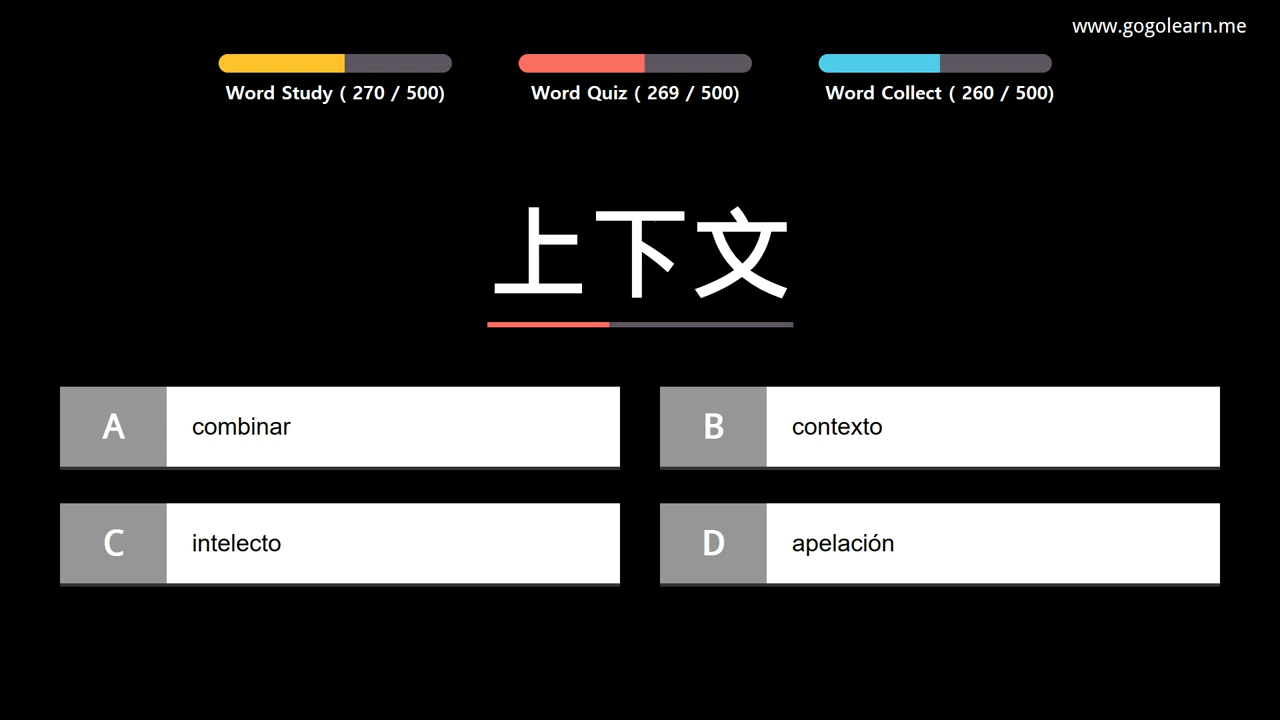 www.gogolearn.me
Word Study ( 270 / 500)
Word Quiz ( 269 / 500)
Word Collect ( 260 / 500)
上下文
A combinar
B contexto
C intelecto
D apelación